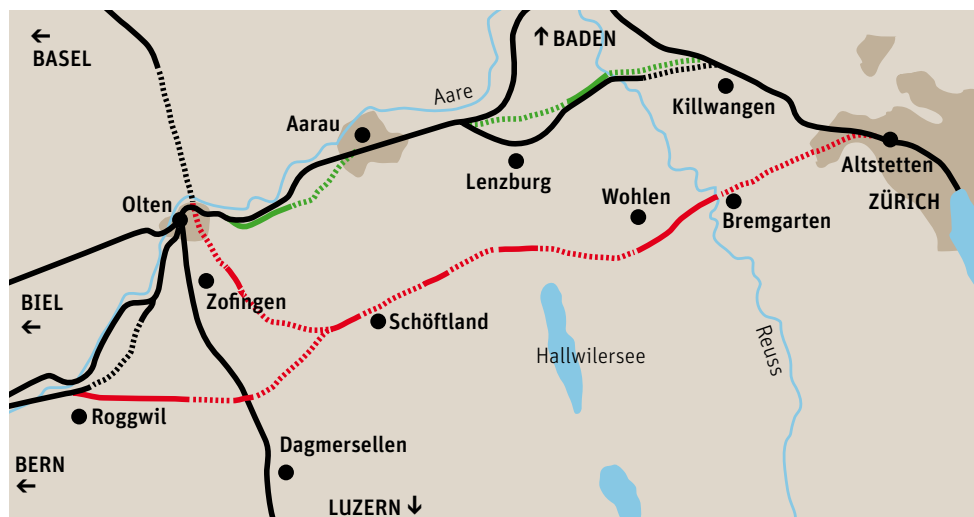 ← BASEL
↑ BADEN
Aare
Killwangen
Aarau
Altstetten
Lenzburg
ZÜRICH
Wohlen
Bremgarten
Olten
Zofingen
BIEL ←
Schöftland
Reuss
Hallwilersee
Roggwil
Dagmersellen
BERN ←
LUZERN ↓